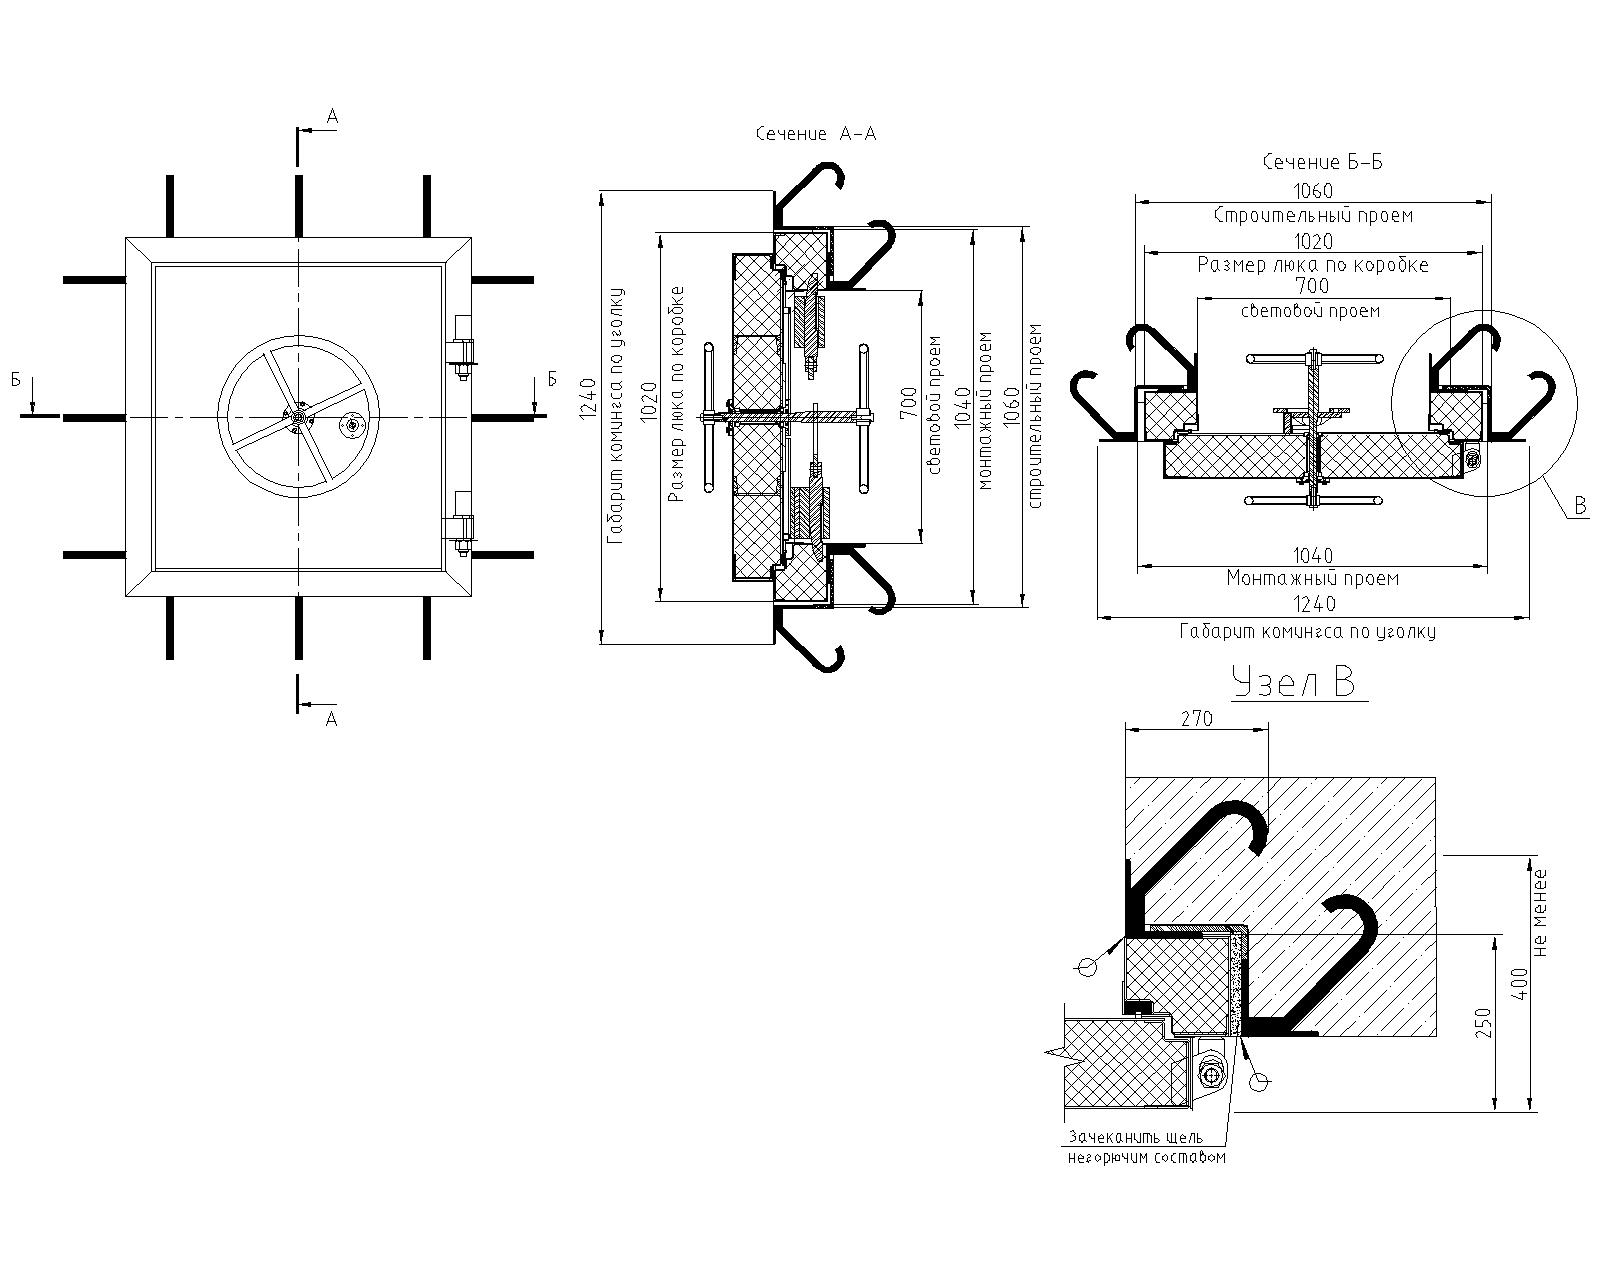 А
Б
Б
А
Сечение А-А
1240
Габарит комингса по уголку
1020
Размер люка по коробке
700
световой проем
1040
монтажный проем
1060
строительный проем
Сечение Б-Б
1060
Строительный проем
1020
Размер люка по коробке
700
световой проем
В
1040
Монтажный проем
1240
Габарит комингса по уголку
Узел В
270
250
400
не менее
Зачеканить щель
негорючим составом